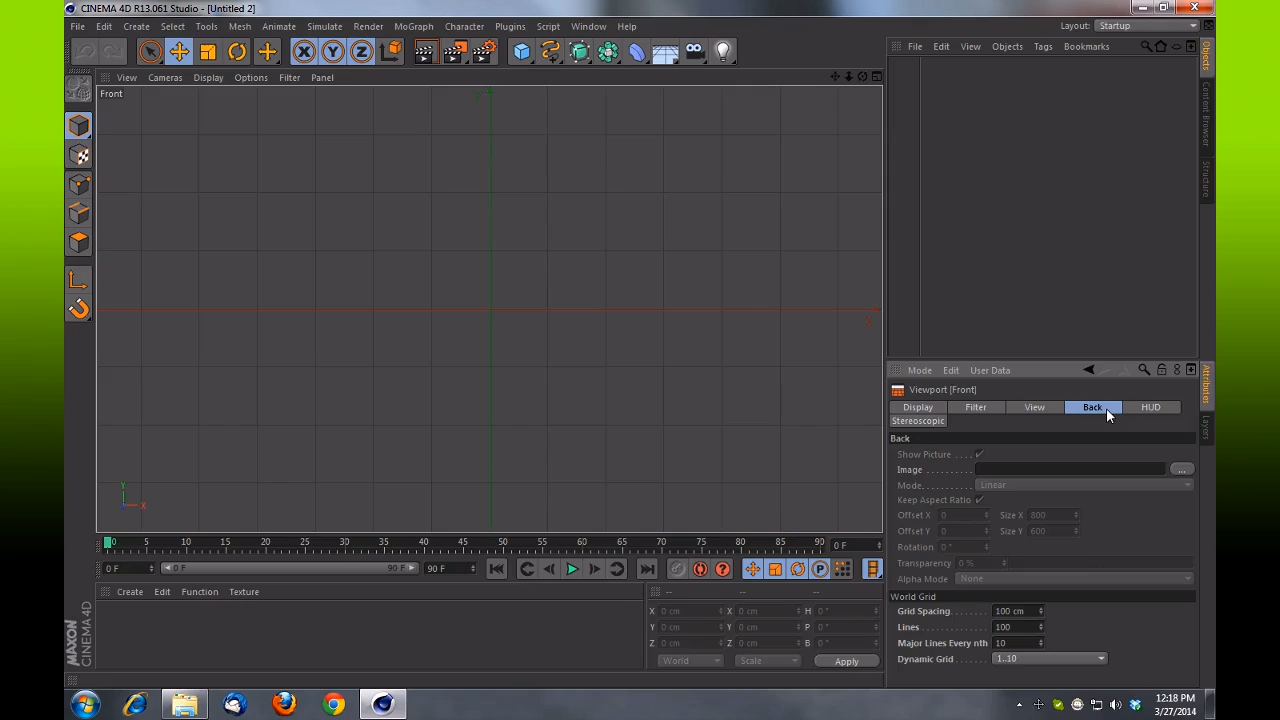 CINEMA 4D R13.061 Studio - [Untitled 2]
File Edit Create Select Tools Mesh Animate Simulate Render MoGraph Character Plugins Script Window Help
Layout: Startup
X Y Z
File Edit View Objects Tags Bookmarks
Objects
Content Browser
Structure
View Cameras Display Options Filter Panel
Front
Y
X
Y
X
Mode Edit User Data
Attributes
Layers
Viewport [Front]
Display Filter View Back HUD
Stereoscopic
Back
Show Picture
Image ...
Mode Linear
Keep Aspect Ratio
Offset X 0 Size X 800
Offset Y 0 Size Y 600
Rotation 0 °
Transparency 0 %
Alpha Mode None
World Grid
Grid Spacing 100 cm
Lines 100
Major Lines Every nth 10
Dynamic Grid 1..10
0 5 10 15 20 25 30 35 40 45 50 55 60 65 70 75 80 85 90 0 F
0 F 0 F 90 F 90 F ? P
Create Edit Function Texture
-- -- --
X 0 cm X 0 cm H 0 °
Y 0 cm Y 0 cm P 0 °
Z 0 cm Z 0 cm B 0 °
World Scale Apply
MAXON
CINEMA 4D
12:18 PM
3/27/2014